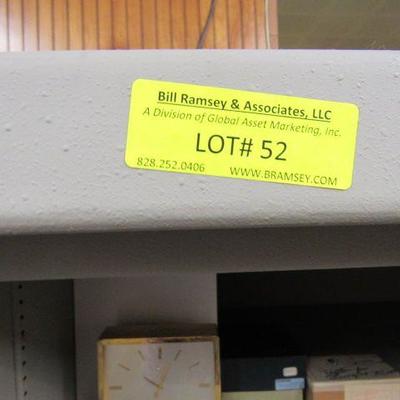 Bill Ramsey & Associates, LLC
A Division of Global Asset Marketing, Inc.
LOT# 52
828.252.0406 WWW.BRAMSEY.COM